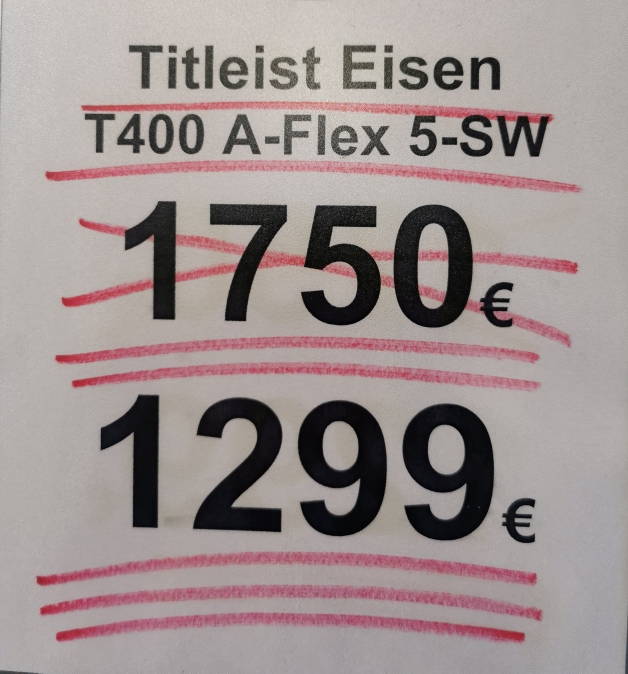 Titleist Eisen
T400 A-Flex 5-SW
1750€
1299€